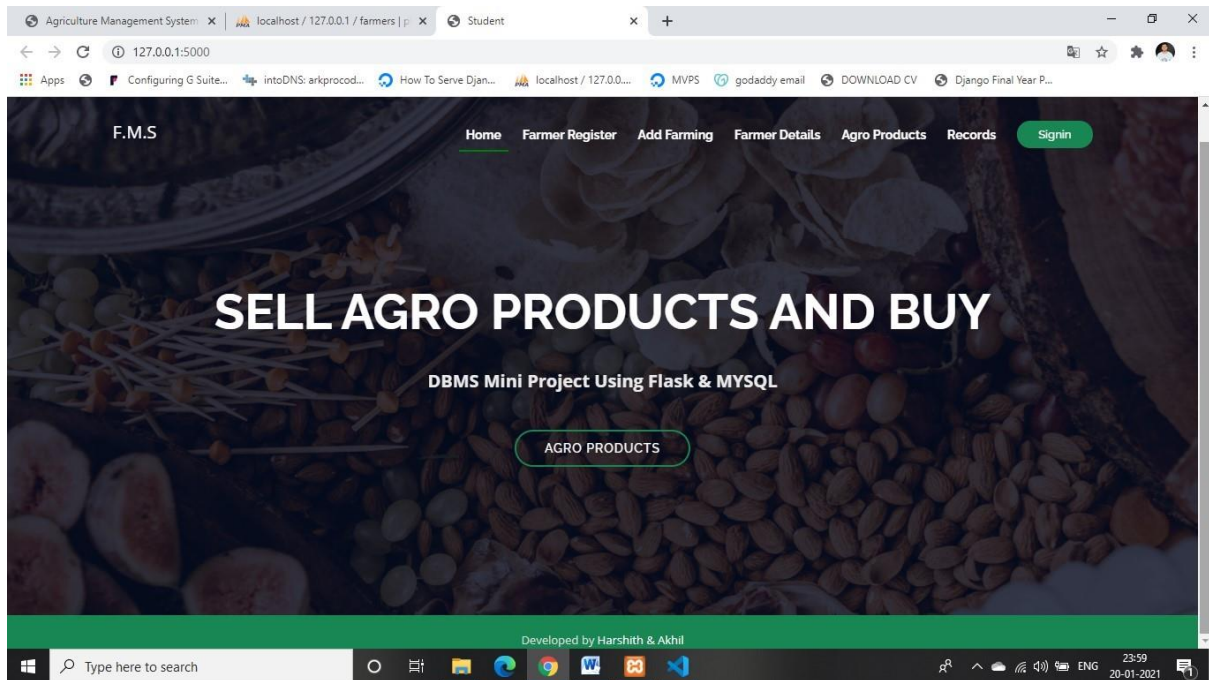 Agriculture Management System
localhost / 127.0.0.1 / farmers | p
Student
127.0.0.1:5000
Apps
Configuring G Suite...
intoDNS: arkprocod...
How To Serve Djan...
localhost / 127.0.0....
MVPS
godaddy email
DOWNLOAD CV
Django Final Year P...
F.M.S
Home Farmer Register Add Farming Farmer Details Agro Products Records Signin
SELL AGRO PRODUCTS AND BUY
DBMS Mini Project Using Flask & MYSQL
AGRO PRODUCTS
Developed by Harshith & Akhil
Type here to search
ENG
23:59
20-01-2021